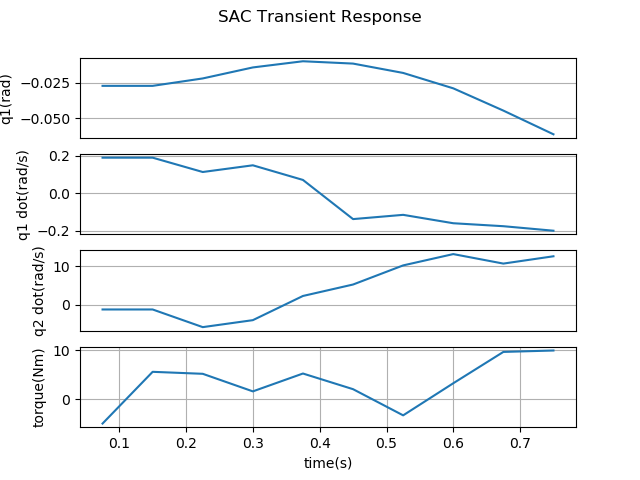 SAC Transient Response
q1(rad)
−0.025
−0.050
q1 dot(rad/s)
0.2
0.0
−0.2
q2 dot(rad/s)
10
0
torque(Nm)
10
0
0.1 0.2 0.3 0.4 0.5 0.6 0.7
time(s)